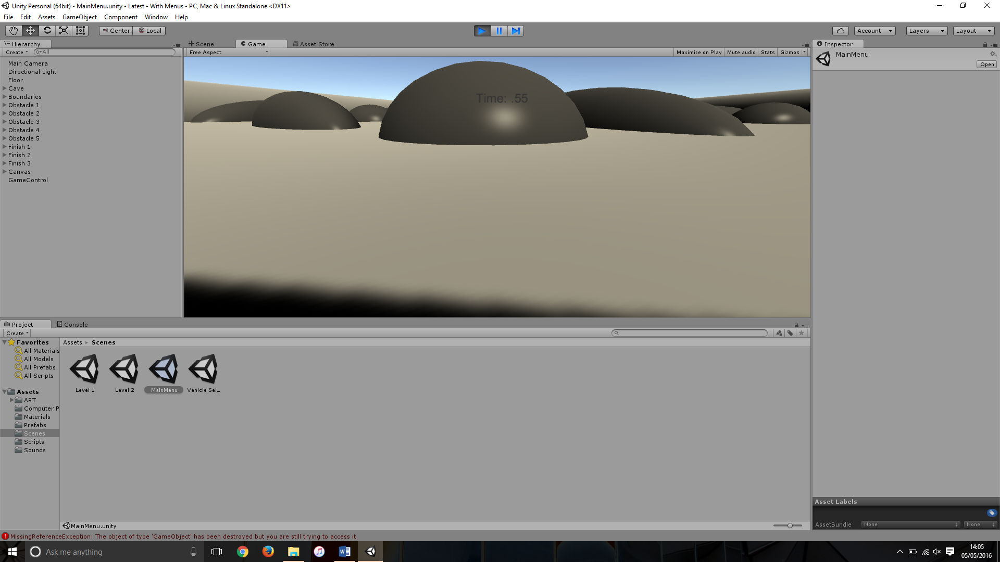 Unity Personal (64bit) - MainMenu.unity - Latest - With Menus - PC, Mac & Linux Standalone <DX11>
File Edit Assets GameObject Component Window Help
Center Local Account Layers Layout
Hierarchy
Create All
Main Camera
Directional Light
Floor
Cave
Boundaries
Obstacle 1
Obstacle 2
Obstacle 3
Obstacle 4
Obstacle 5
Finish 1
Finish 2
Finish 3
Canvas
GameControl
Scene Game Asset Store
Free Aspect Maximize on Play Mute audio Stats Gizmos
Time: .55
Inspector
MainMenu
Open
Project Console
Create
Favorites
All Materials
All Models
All Prefabs
All Scripts
Assets
ART
Computer P
Materials
Prefabs
Scenes
Scripts
Sounds
Assets Scenes
Level 1 Level 2 MainMenu Vehicle Sel...
MainMenu.unity
Asset Labels
AssetBundle None None
MissingReferenceException: The object of type 'GameObject' has been destroyed but you are still trying to access it.
Ask me anything
14:05
05/05/2016